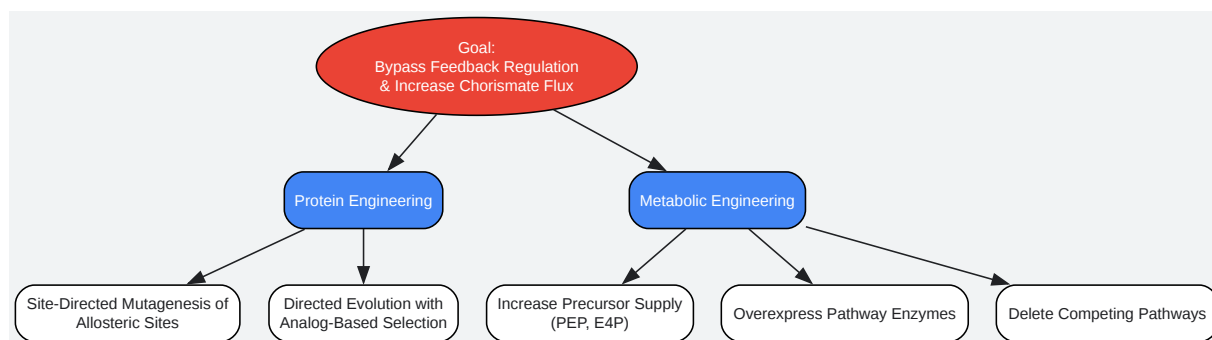 Goal:
Bypass Feedback Regulation
& Increase Chorismate Flux
Protein Engineering
Metabolic Engineering
Site-Directed Mutagenesis of
Allosteric Sites
Directed Evolution with
Analog-Based Selection
Increase Precursor Supply
(PEP, E4P)
Overexpress Pathway Enzymes
Delete Competing Pathways